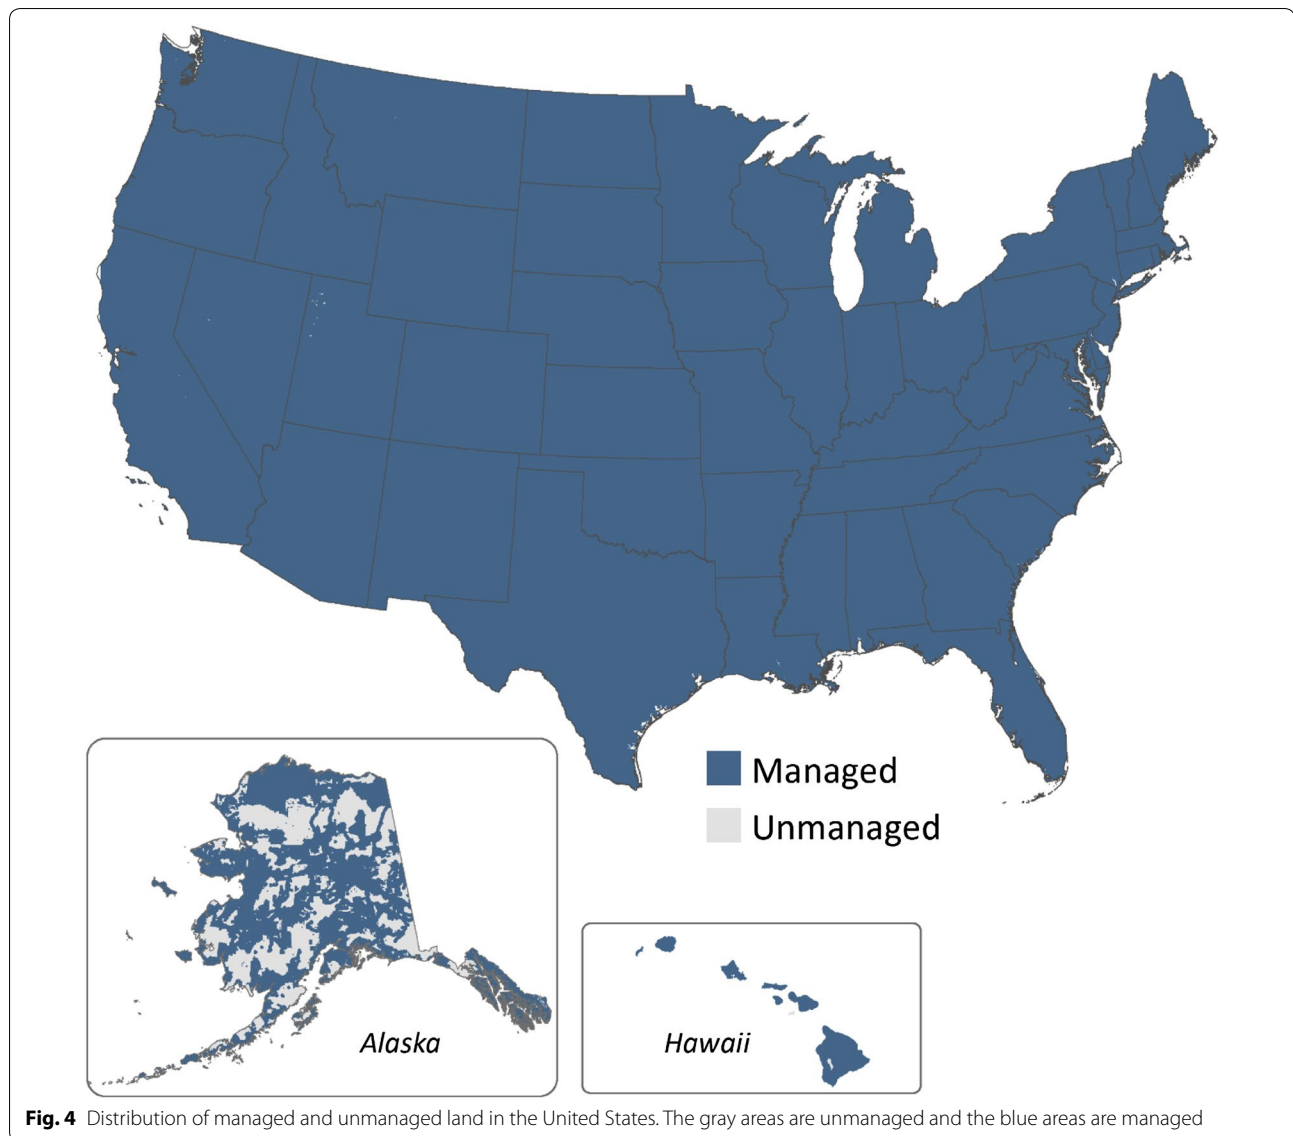 Managed
Unmanaged
Alaska
Hawaii
Fig. 4 Distribution of managed and unmanaged land in the United States. The gray areas are unmanaged and the blue areas are managed